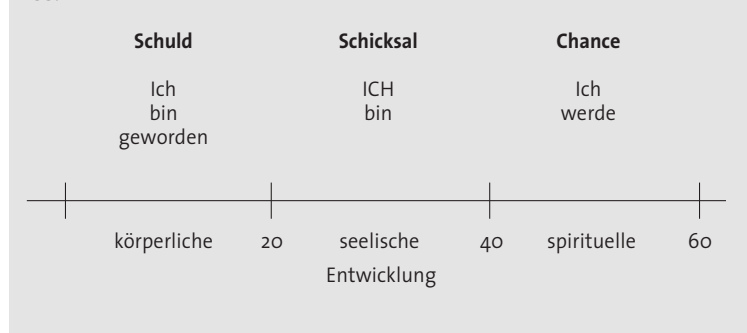 Schuld Schicksal Chance
Ich ICH Ich
bin bin werde
geworden
körperliche 20 seelische 40 spirituelle 60
Entwicklung